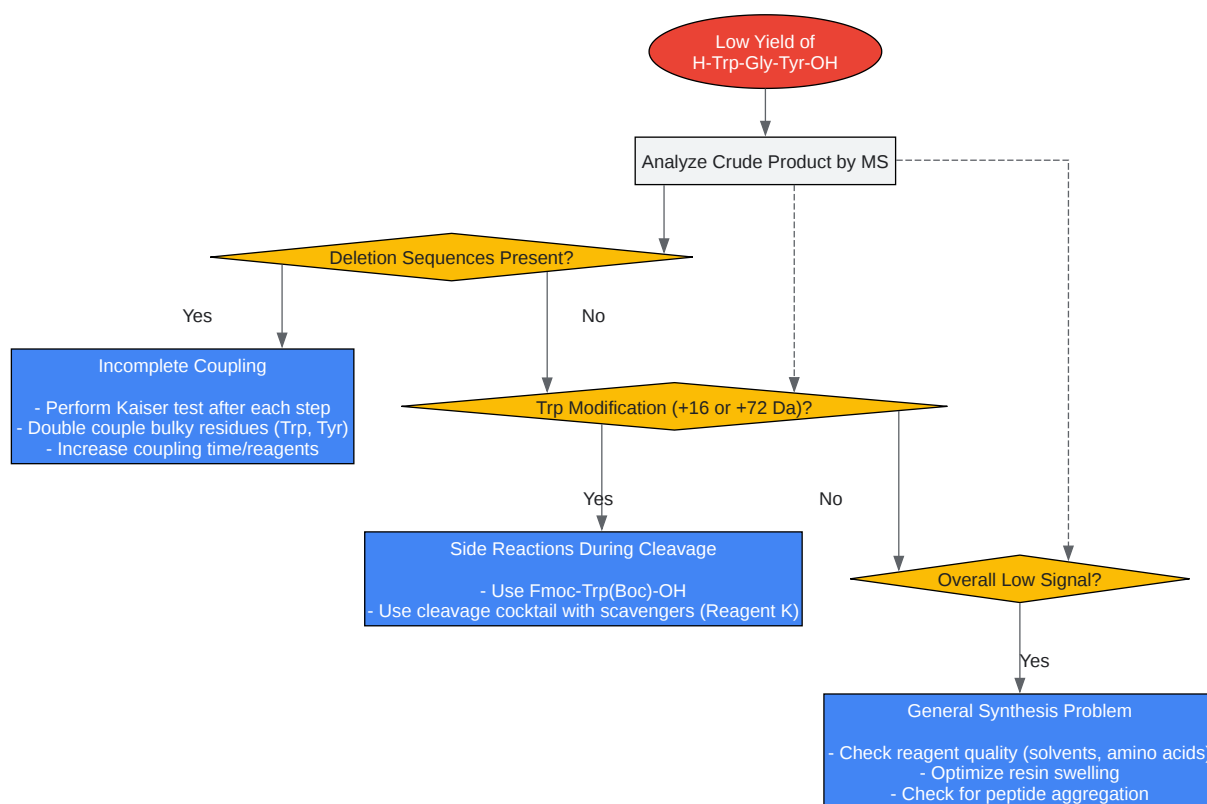 Low Yield of
H-Trp-Gly-Tyr-OH
Analyze Crude Product by MS
Deletion Sequences Present?
Yes
No
Incomplete Coupling
- Perform Kaiser test after each step
- Double couple bulky residues (Trp, Tyr)
- Increase coupling time/reagents
Trp Modification (+16 or +72 Da)?
Yes
No
Side Reactions During Cleavage
- Use Fmoc-Trp(Boc)-OH
- Use cleavage cocktail with scavengers (Reagent K)
Overall Low Signal?
Yes
General Synthesis Problem
- Check reagent quality (solvents, amino acids)
- Optimize resin swelling
- Check for peptide aggregation